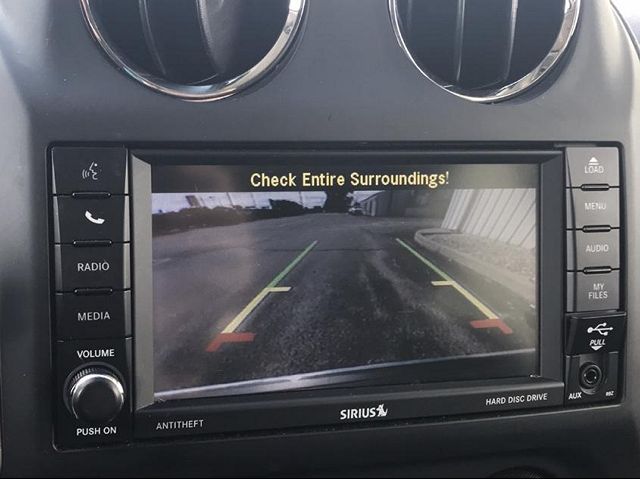 Check Entire Surroundings!
RADIO
MEDIA
VOLUME
PUSH ON
LOAD
MENU
AUDIO
MY
FILES
PULL
AUX
RBZ
ANTITHEFT
SIRIUS
HARD DISC DRIVE